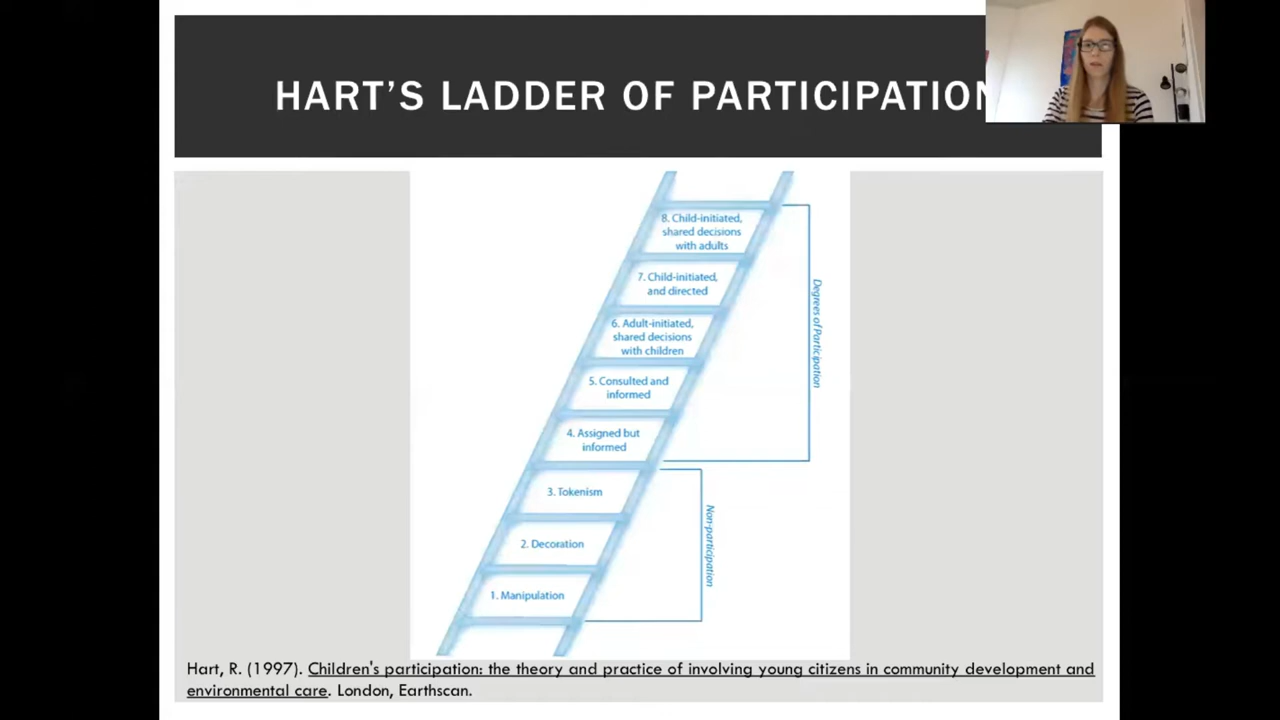 HART'S LADDER OF PARTICIPATION
8. Child-initiated,
shared decisions
with adults
7. Child-initiated,
and directed
6. Adult-initiated,
shared decisions
with children
5. Consulted and
informed
4. Assigned but
informed
3. Tokenism
2. Decoration
1. Manipulation
Degrees of Participation
Non-participation
Hart, R. (1997). Children's participation: the theory and practice of involving young citizens in community development and
environmental care. London, Earthscan.